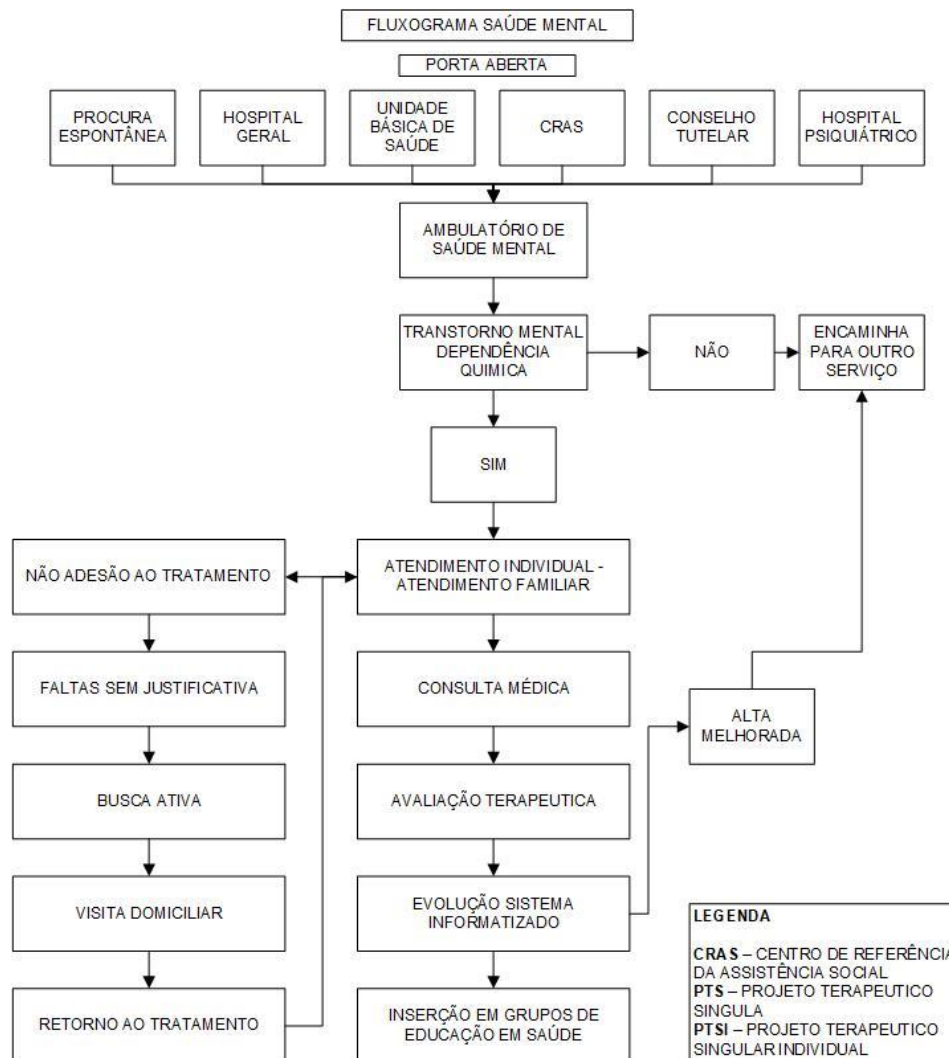 FLUXOGRAMA SAÚDE MENTAL
PORTA ABERTA
PROCURA
ESPONTÂNEA
HOSPITAL
GERAL
UNIDADE
BÁSICA DE
SAÚDE
CRAS
CONSELHO
TUTELAR
HOSPITAL
PSIQUIÁTRICO
AMBULATÓRIO DE
SAÚDE MENTAL
TRANSTORNO MENTAL
DEPENDÊNCIA
QUIMICA
NÃO
ENCAMINHA
PARA OUTRO
SERVIÇO
SIM
NÃO ADESÃO AO TRATAMENTO
ATENDIMENTO INDIVIDUAL -
ATENDIMENTO FAMILIAR
FALTAS SEM JUSTIFICATIVA
CONSULTA MÉDICA
ALTA
MELHORADA
BUSCA ATIVA
AVALIAÇÃO TERAPEUTICA
VISITA DOMICILIAR
EVOLUÇÃO SISTEMA
INFORMATIZADO
RETORNO AO TRATAMENTO
INSERÇÃO EM GRUPOS DE
EDUCAÇÃO EM SAÚDE
LEGENDA
CRAS – CENTRO DE REFERÊNCIA
DA ASSISTÊNCIA SOCIAL
PTS – PROJETO TERAPEUTICO
SINGULA
PTSI – PROJETO TERAPEUTICO
SINGULAR INDIVIDUAL